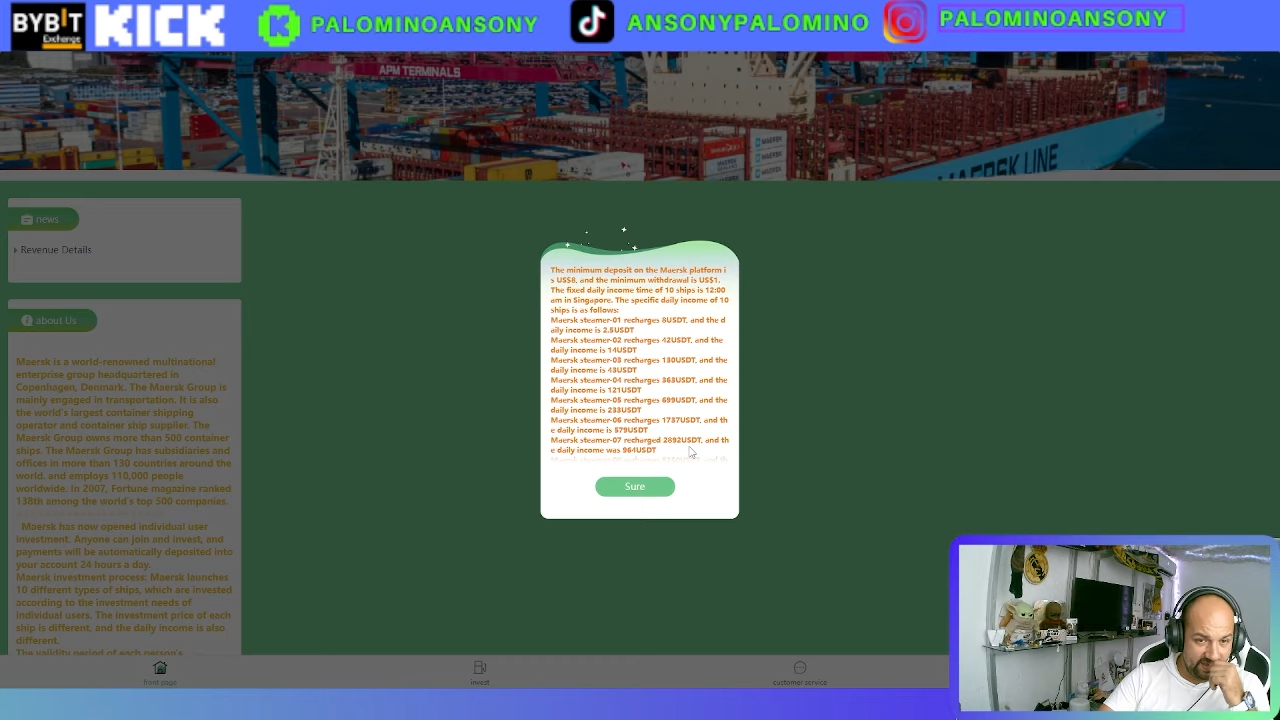 BYBIT
Exchange
KICK
PALOMINOANSONY
ANSONYPALOMINO
PALOMINOANSONY
APM TERMINALS
MAERSK LINE
news
Revenue Details
about Us
Maersk is a world-renowned multinational
enterprise group headquartered in
Copenhagen, Denmark. The Maersk Group is
mainly engaged in transportation. It is also
the world's largest container shipping
operator and container ship supplier. The
Maersk Group owns more than 500 container
ships. The Maersk Group has subsidiaries and
offices in more than 130 countries around the
world, and employs 110,000 people
worldwide. In 2007, Fortune magazine ranked
138th among the world's top 500 companies.
Maersk has now opened individual user
investment. Anyone can join and invest, and
payments will be automatically deposited into
your account 24 hours a day.
Maersk investment process: Maersk launches
10 different types of ships, which are invested
according to the investment needs of
individual users. The investment price of each
ship is different, and the daily income is also
different.
The validity period of each person's
The minimum deposit on the Maersk platform i
s US$8, and the minimum withdrawal is US$1.
The fixed daily income time of 10 ships is 12:00
am in Singapore. The specific daily income of 10
ships is as follows:
Maersk steamer-01 recharges 8USDT, and the d
aily income is 2.5USDT
Maersk steamer-02 recharges 42USDT, and the
daily income is 14USDT
Maersk steamer-03 recharges 130USDT, and the
daily income is 43USDT
Maersk steamer-04 recharges 363USDT, and the
daily income is 121USDT
Maersk steamer-05 recharges 699USDT, and the
daily income is 233USDT
Maersk steamer-06 recharges 1737USDT, and th
e daily income is 579USDT
Maersk steamer-07 recharged 2892USDT, and th
e daily income was 964USDT
Sure
front page
invest
customer service